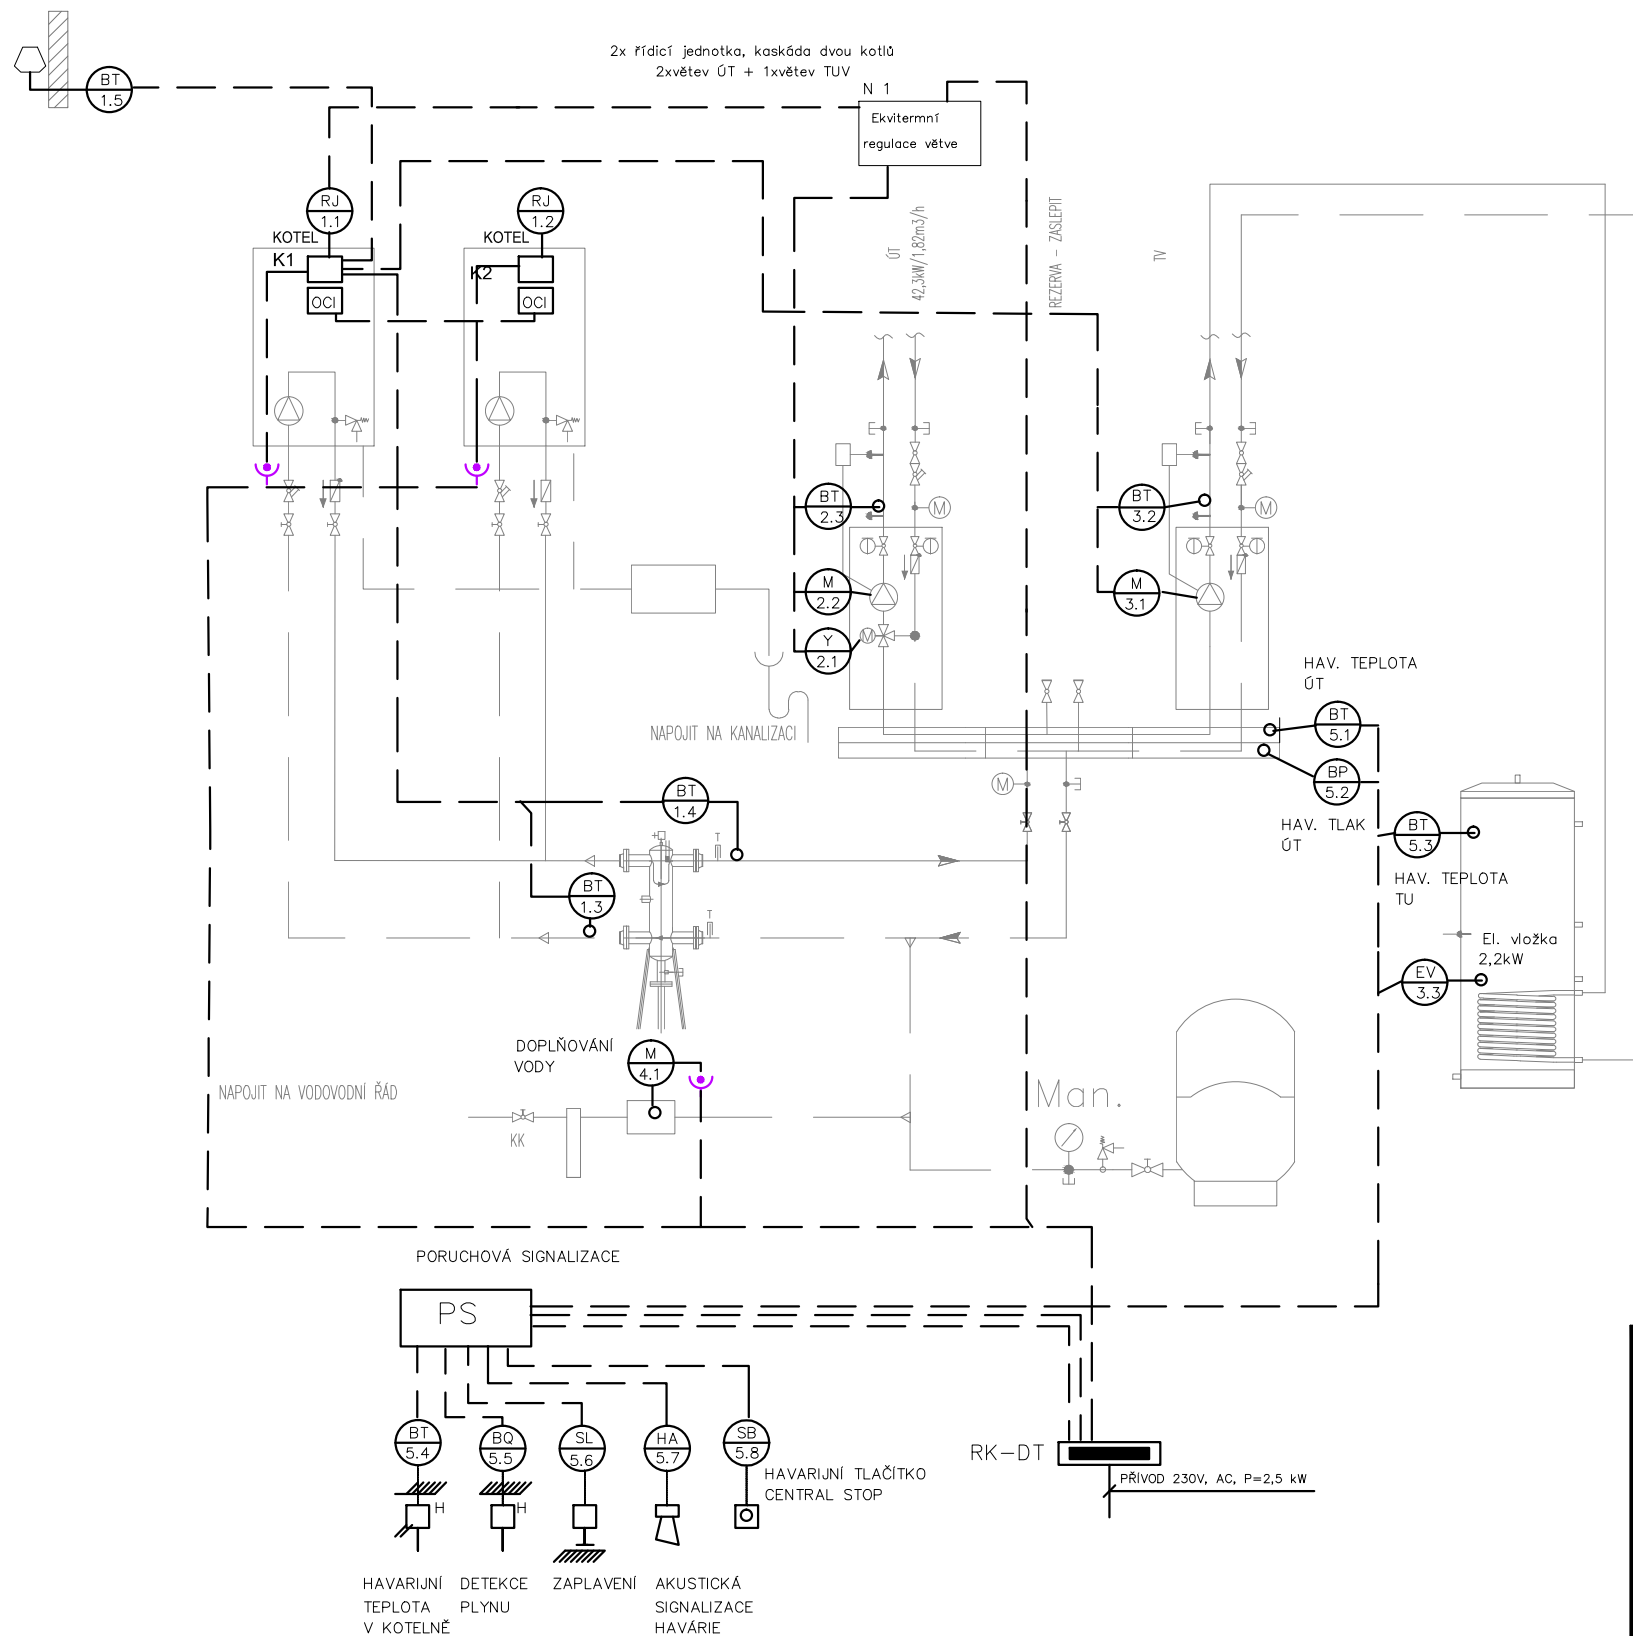 2x řídicí jednotka, kaskáda dvou kotlů
2xvětev ÚT + 1xvětev TUV
N 1
Ekvitermní
regulace větve
BT
1.5
RJ
1.1
RJ
1.2
KOTEL
K1
KOTEL
K2
OCI
OCI
ÚT
42,3kW/1,82m3/h
REZERVA - ZASLEPIT
TV
BT
2.3
M
BT
3.2
M
M
2.2
M
3.1
Y
2.1
M
HAV. TEPLOTA
ÚT
BT
5.1
NAPOJIT NA KANALIZACI
M
BP
5.2
BT
1.4
HAV. TLAK
ÚT
BT
5.3
HAV. TEPLOTA
TU
T
BT
1.3
T
El. vložka
2,2kW
EV
3.3
DOPLŇOVÁNÍ
VODY
M
4.1
NAPOJIT NA VODOVODNÍ ŘÁD
KK
Man.
PORUCHOVÁ SIGNALIZACE
PS
BT
5.4
BQ
5.5
SL
5.6
HA
5.7
SB
5.8
RK-DT
HAVARIJNÍ TLAČÍTKO
CENTRAL STOP
PŘÍVOD 230V, AC, P=2,5 kW
H
H
HAVARIJNÍ
TEPLOTA
V KOTELNĚ
DETEKCE
PLYNU
ZAPLAVENÍ
AKUSTICKÁ
SIGNALIZACE
HAVÁRIE